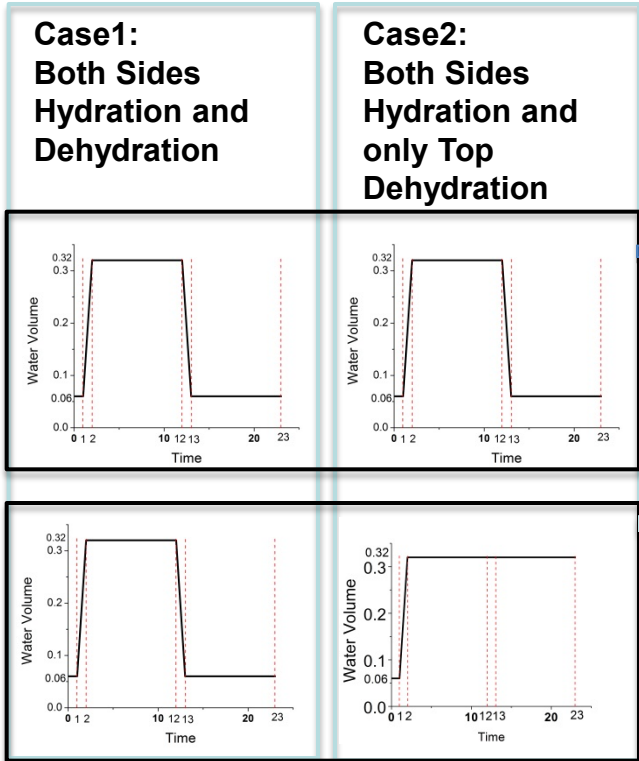 Case1:
Both Sides
Hydration and
Dehydration
Case2:
Both Sides
Hydration and
only Top
Dehydration
0.32
0.3
0.2
0.1
0.06
0.0
Water Volume
0 1 2 10 12 13 20 23
Time
0.32
0.3
0.2
0.1
0.06
0.0
Water Volume
0 1 2 10 12 13 20 23
Time
0.32
0.3
0.2
0.1
0.06
0.0
Water Volume
0 1 2 10 12 13 20 23
Time
0.32
0.3
0.2
0.1
0.06
0.0
Water Volume
0 1 2 10 12 13 20 23
Time